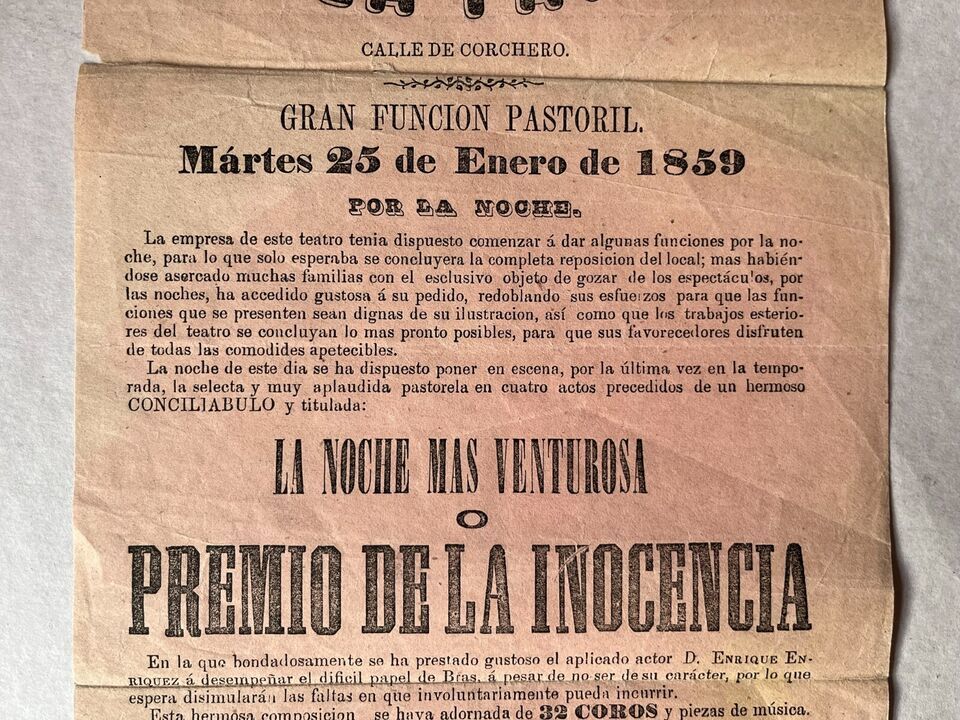 CALLE DE CORCHERO.
GRAN FUNCION PASTORIL.
Mártes 25 de Enero de 1859
POR LA NOCHE.
La empresa de este teatro tenia dispuesto comenzar á dar algunas funciones por la no-
che, para lo que solo esperaba se concluyera la completa reposicion del local; mas habién-
dose asercado muchas familias con el esclusivo objeto de gozar de los espectáculos, por
las noches, ha accedido gustosa á su pedido, redoblando sus esfuerzos para que las fun-
ciones que se presenten sean dignas de su ilustracion, así como que los trabajos esterio-
res del teatro se concluyan lo mas pronto posibles, para que sus favorecedores disfruten
de todas las comodides apetecibles.
La noche de este dia se ha dispuesto poner en escena, por la última vez en la tempo-
rada, la selecta y muy aplaudida pastorela en cuatro actos precedidos de un hermoso
CONCILIABULO y titulada:
LA NOCHE MAS VENTUROSA
O
PREMIO DE LA INOCENCIA
En la que bondadosamente se ha prestado gustoso el aplicado actor D. ENRIQUE EN-
RIQUEZ á desempeñar el dificil papel de Bras, á pesar de no ser de su carácter, por lo que
espera disimularán las faltas en que involuntariamente pueda incurrir.
Esta hermosa composicion se haya adornada de 32 COROS y piezas de música.